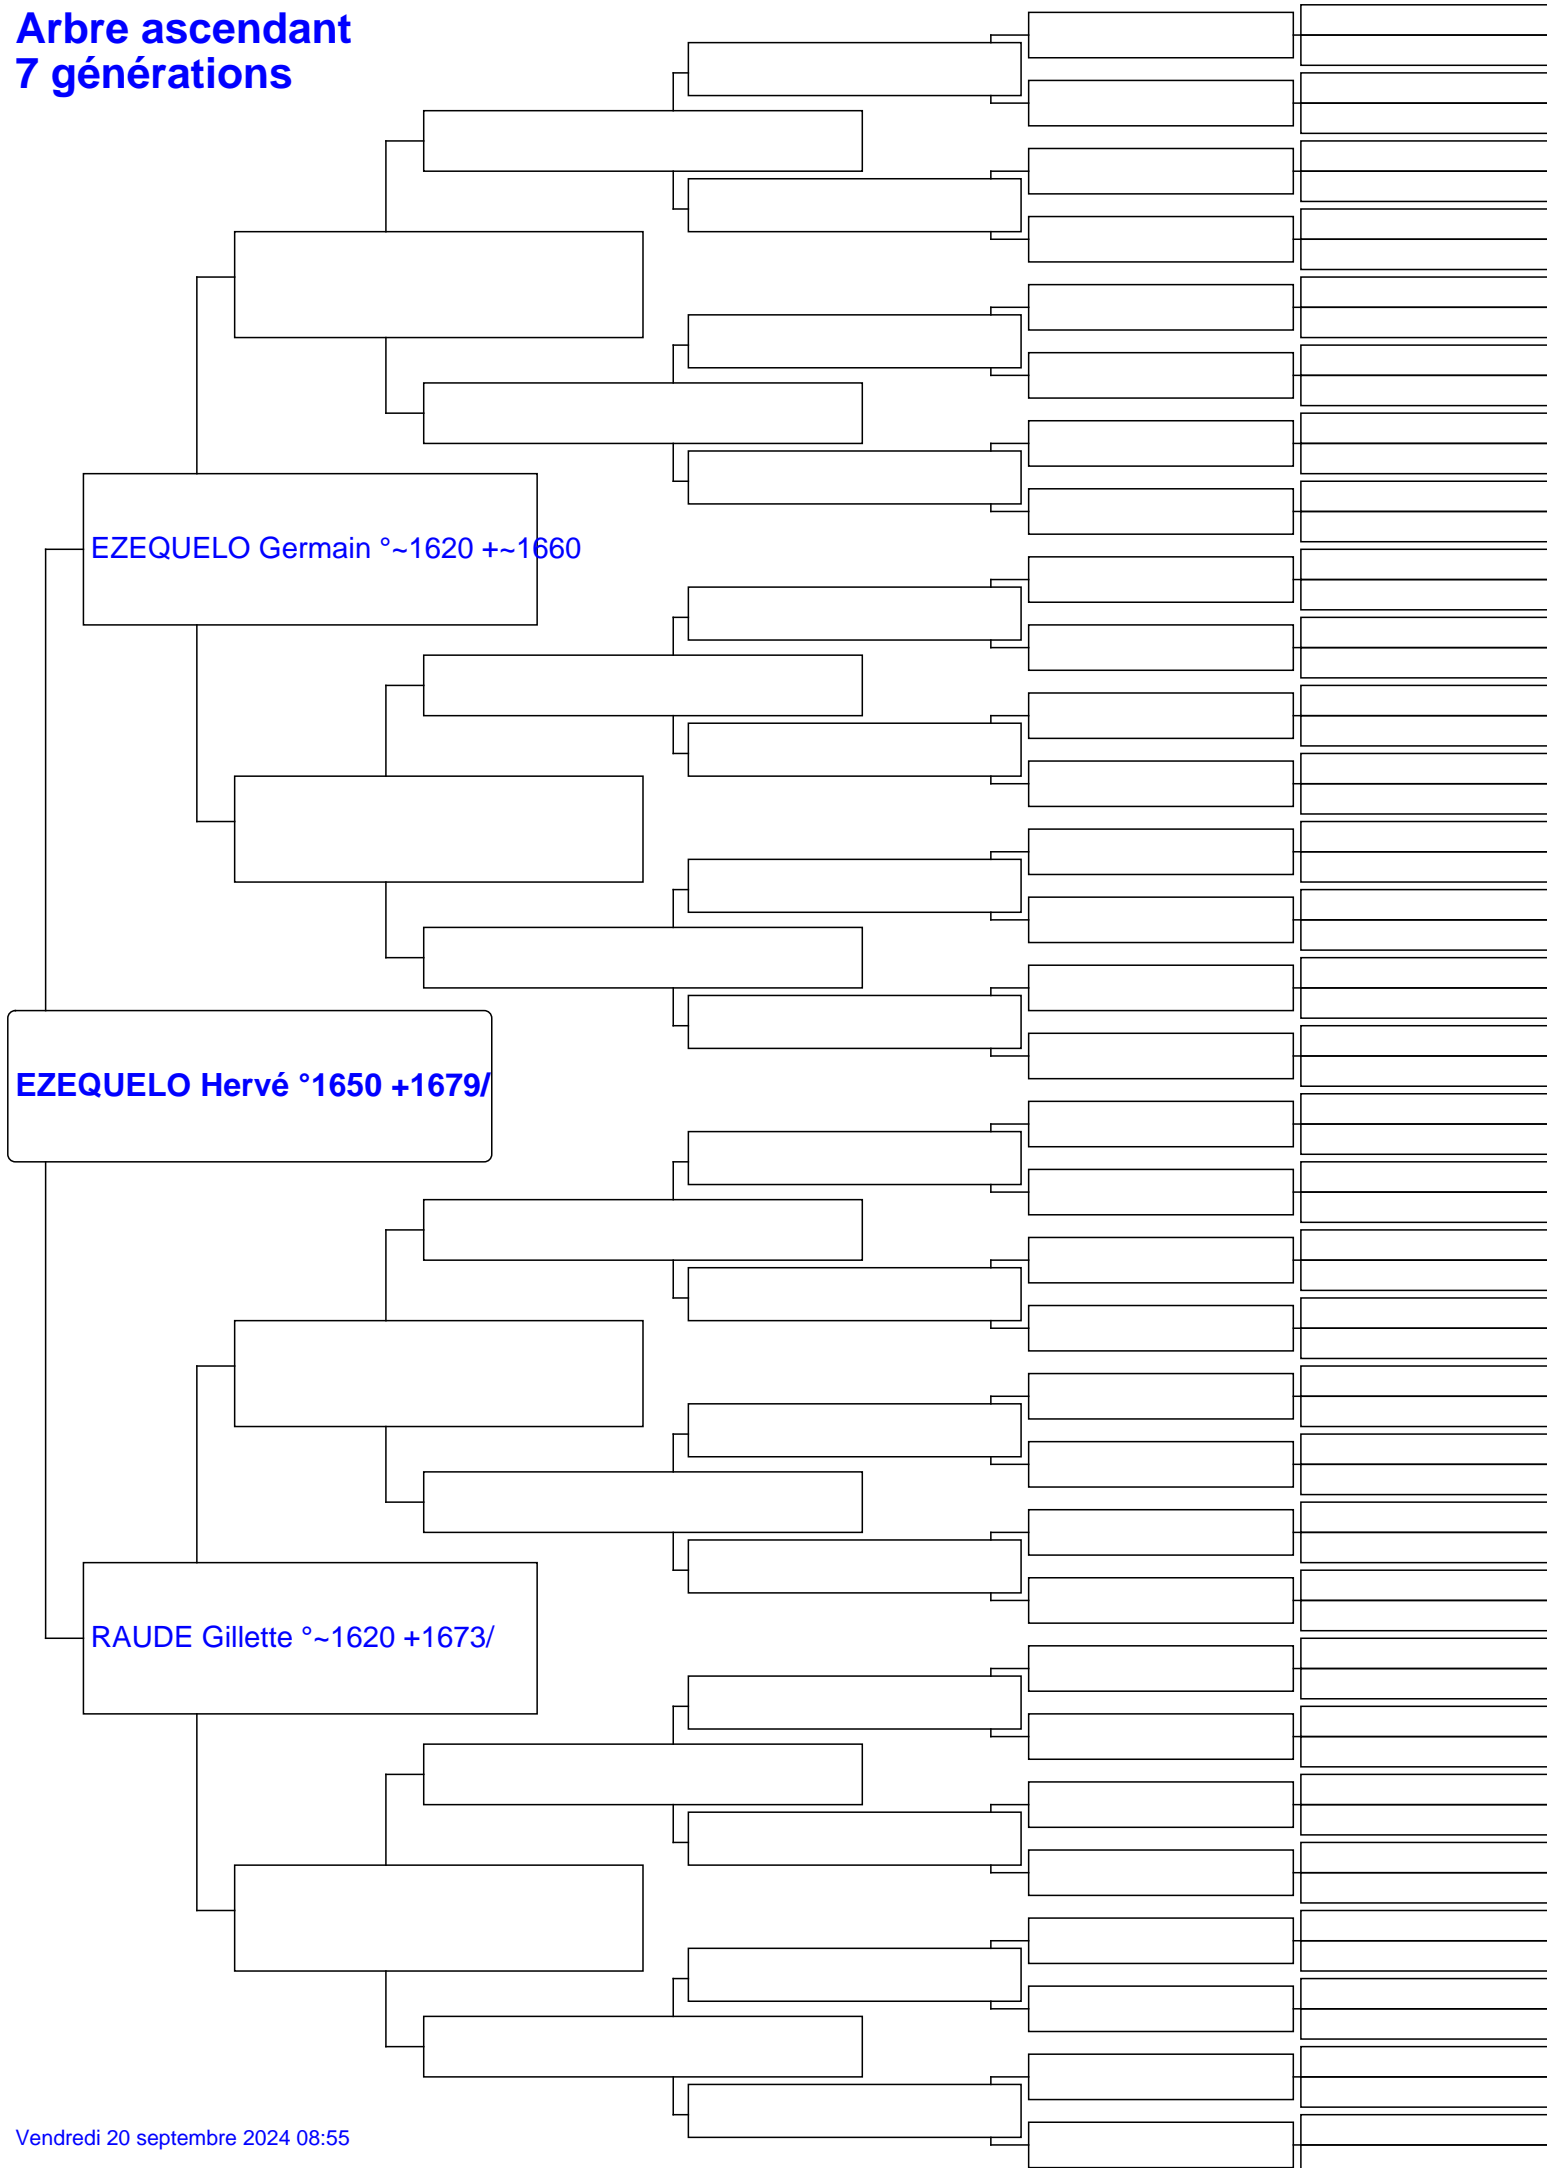 Arbre ascendant
7 générations
EZEQUELO Germain °~1620 +~1660
EZEQUELO Hervé °1650 +1679/
RAUDE Gillette °~1620 +1673/
Vendredi 20 septembre 2024 08:55